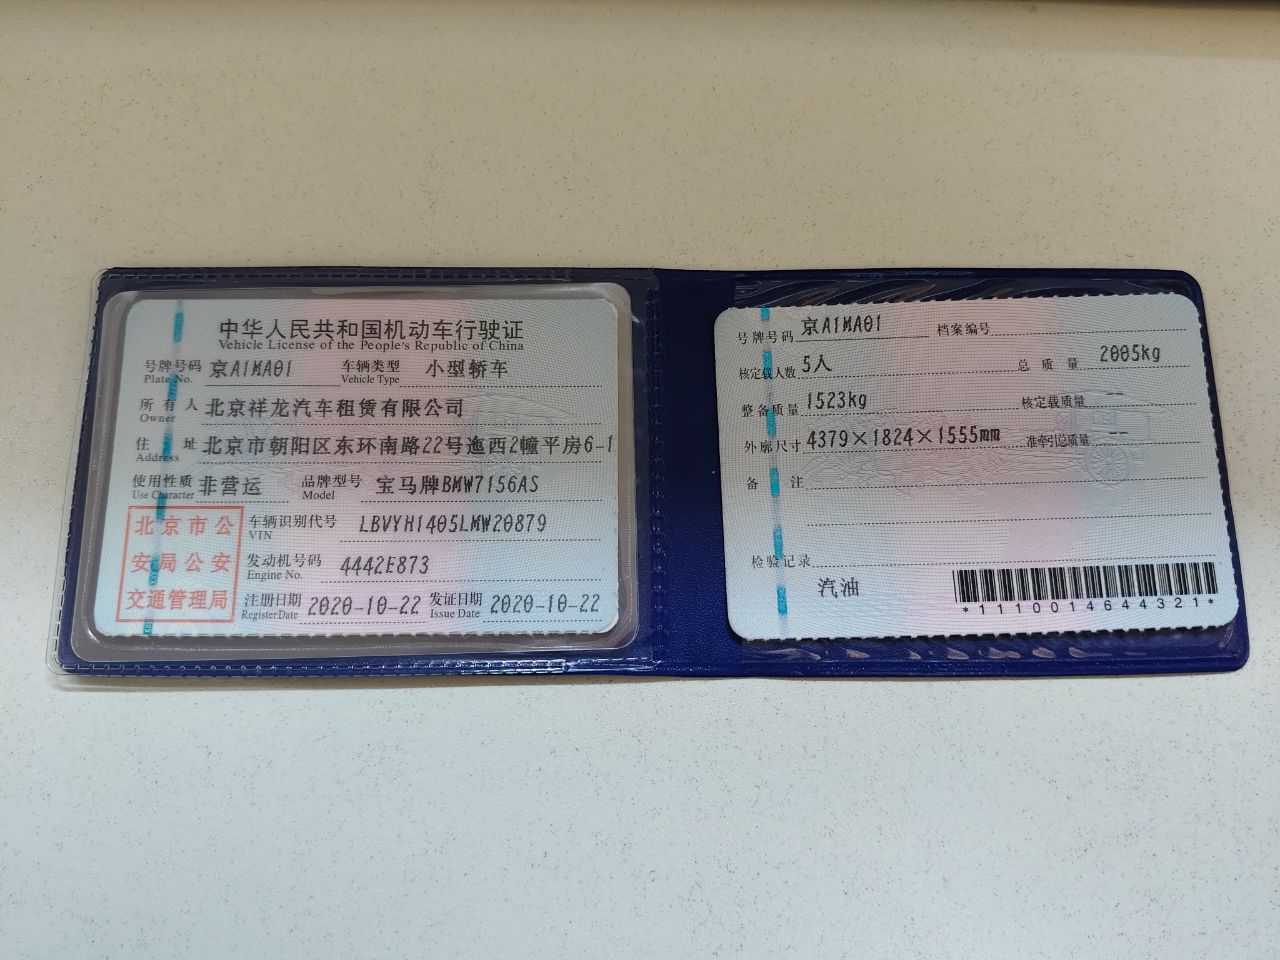 中华人民共和国机动车行驶证
Vehicle License of the People's Republic of China
号牌号码 京A1MA01 车辆类型 小型轿车
Plate No. Vehicle Type
所有人 北京祥龙汽车租赁有限公司
Owner
住址 北京市朝阳区东环南路22号迤西2幢平房6-1
Address
使用性质 非营运 品牌型号 宝马牌BMW7156AS
Use Character Model
北京市公
安局公安
交通管理局
车辆识别代号 LBVYH1405LMW20879
VIN
发动机号码 4442E873
Engine No.
注册日期 2020-10-22 发证日期 2020-10-22
Register Date Issue Date
号牌号码 京A1MA01 档案编号
核定载人数 5人 总质量 2005kg
整备质量 1523kg 核定载质量 --
外廓尺寸 4379×1824×1555mm 准牵引总质量 --
备注
检验记录
汽油
*1110014644321*